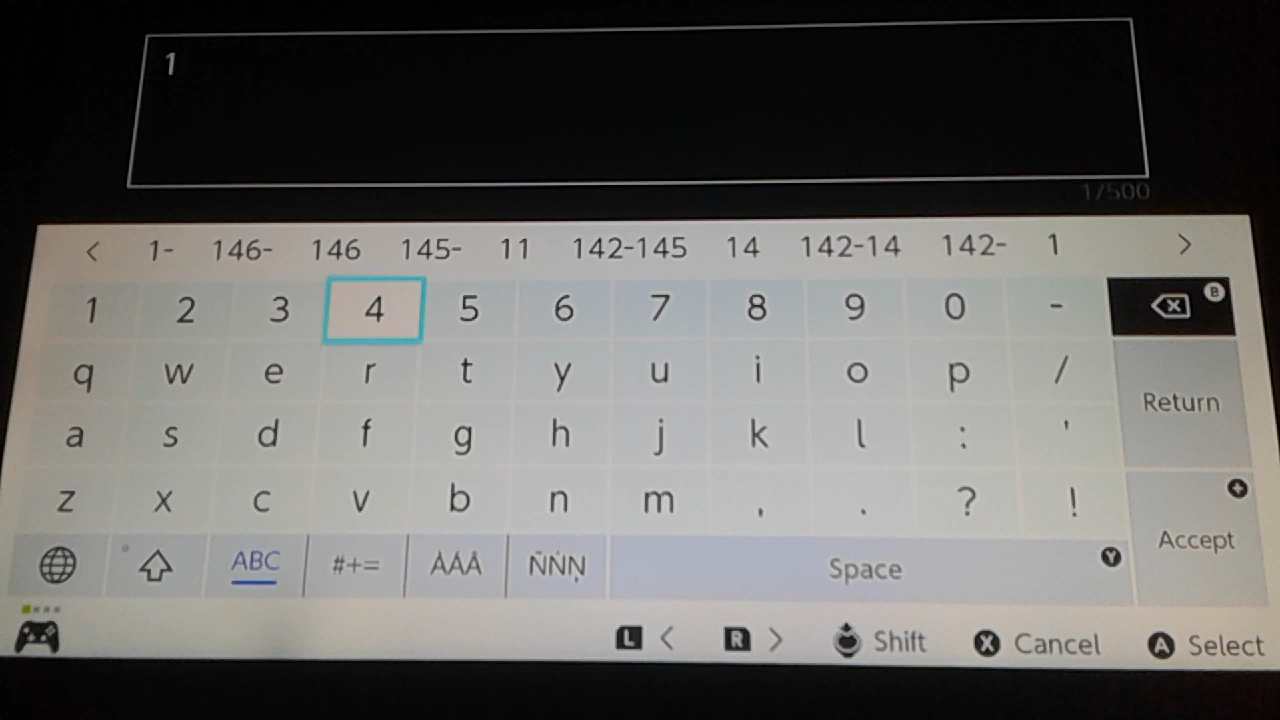 1
1/500
< 1- 146- 146 145- 11 142-145 14 142-14 142- 1 >
1 2 3 4 5 6 7 8 9 0 - B
q w e r t y u i o p / Return
a s d f g h j k l : '
z x c v b n m , . ? ! Accept
ABC #+= ÀÁÂ ÑŃŅ Space Y
L < R > Shift X Cancel A Select